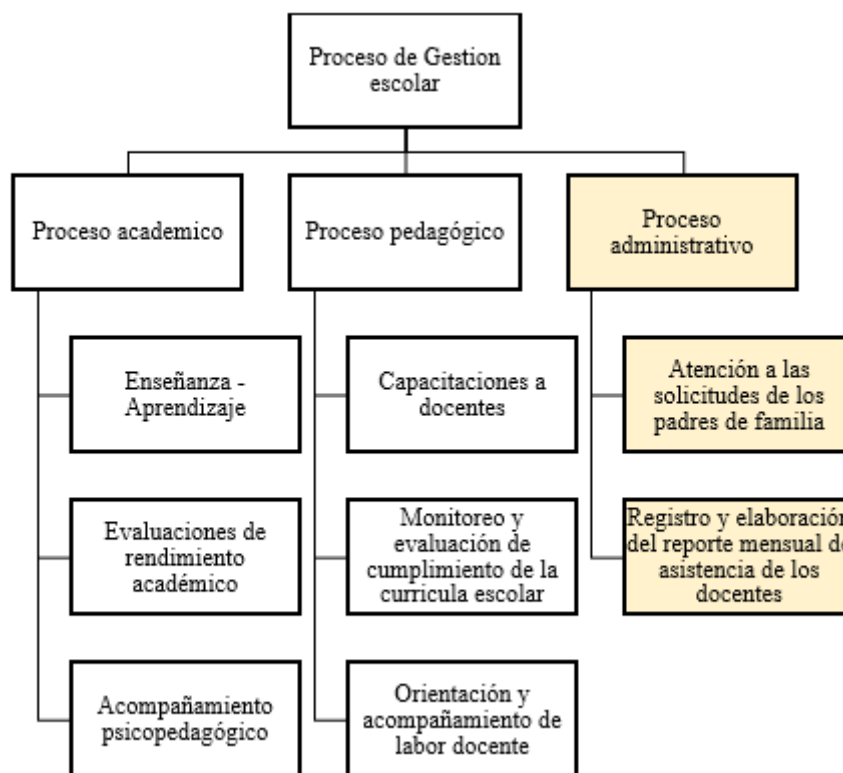 Proceso de Gestion
escolar
Proceso academico
Proceso pedagógico
Proceso
administrativo
Enseñanza -
Aprendizaje
Capacitaciones a
docentes
Atención a las
solicitudes de los
padres de familia
Evaluaciones de
rendimiento
académico
Monitoreo y
evaluación de
cumplimiento de la
curricula escolar
Registro y elaboración
del reporte mensual de
asistencia de los
docentes
Acompañamiento
psicopedagógico
Orientación y
acompañamiento de
labor docente